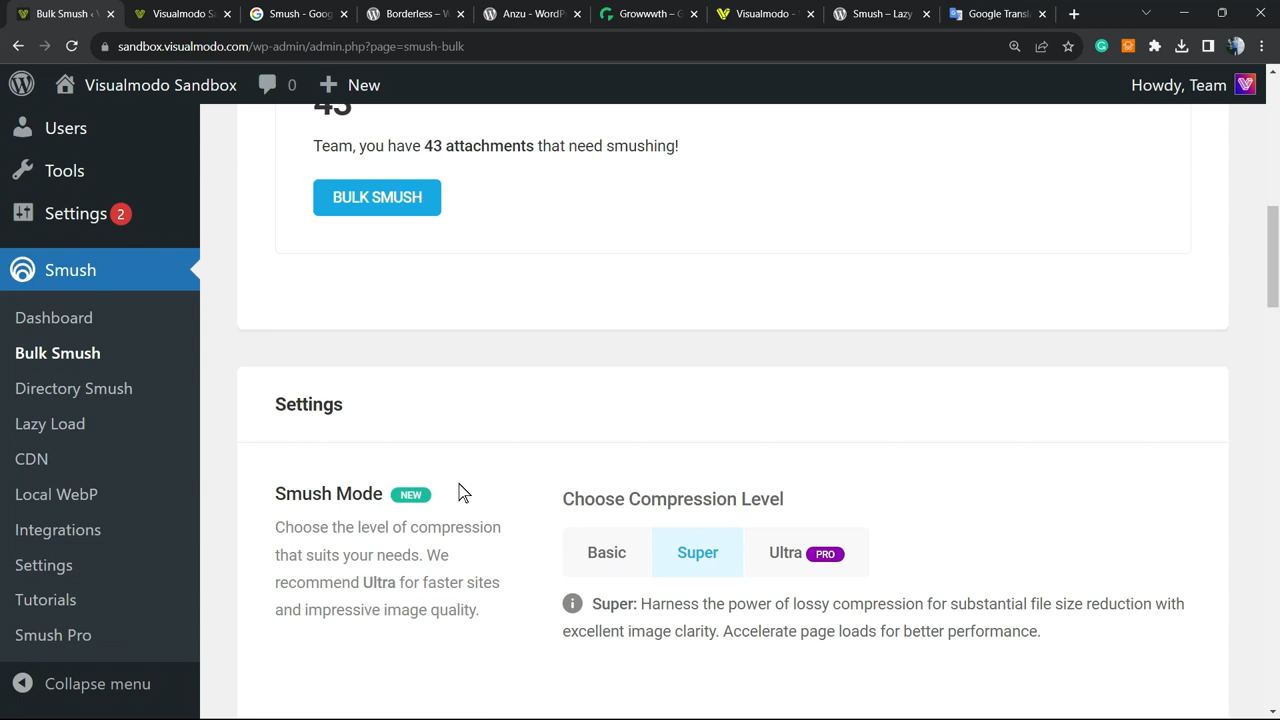 Bulk Smush ‹ W
Visualmodo Sa
Smush - Goog
Borderless – W
Anzu - WordPr
Growwwth – G
Visualmodo - W
Smush – Lazy
Google Transla
sandbox.visualmodo.com/wp-admin/admin.php?page=smush-bulk
Visualmodo Sandbox
0
New
Howdy, Team
Users
Tools
Settings 2
Smush
Dashboard
Bulk Smush
Directory Smush
Lazy Load
CDN
Local WebP
Integrations
Settings
Tutorials
Smush Pro
Collapse menu
43
Team, you have 43 attachments that need smushing!
BULK SMUSH
Settings
Smush Mode NEW
Choose the level of compression
that suits your needs. We
recommend Ultra for faster sites
and impressive image quality.
Choose Compression Level
Basic
Super
Ultra PRO
Super: Harness the power of lossy compression for substantial file size reduction with
excellent image clarity. Accelerate page loads for better performance.